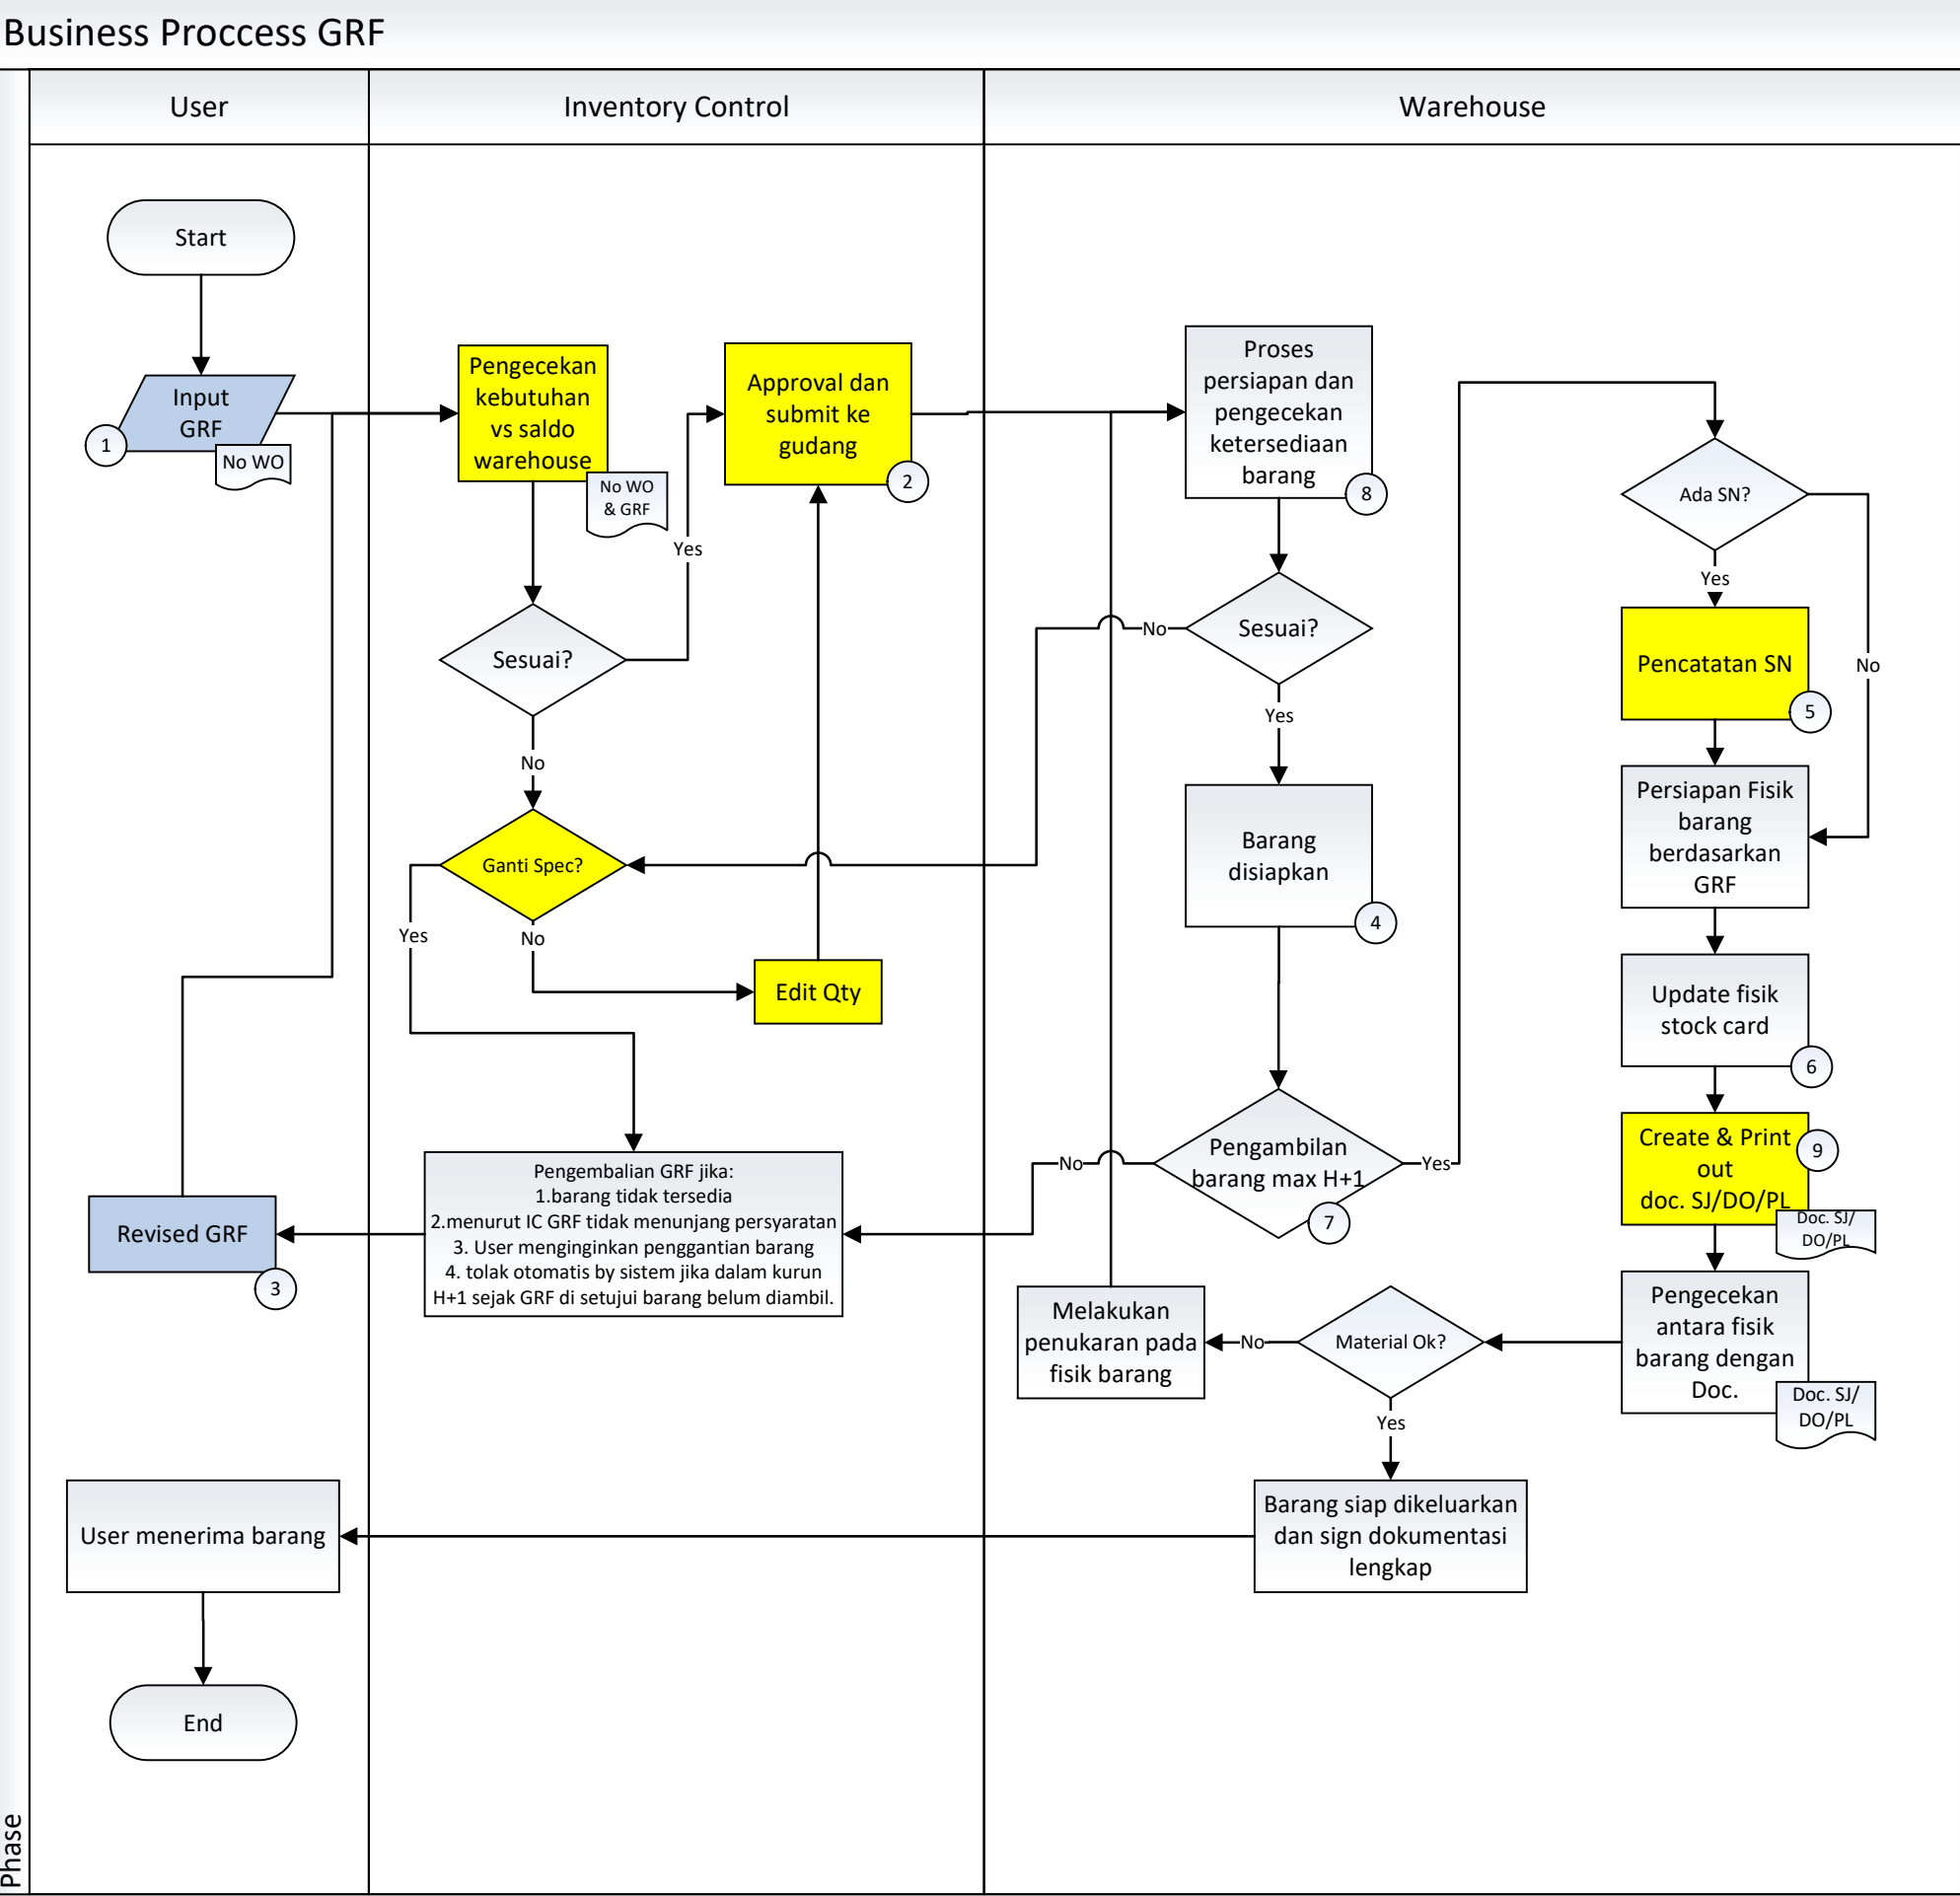 Business Proccess GRF
User
Inventory Control
Warehouse
Phase
Start
Input
GRF
1
No WO
Pengecekan
kebutuhan
vs saldo
warehouse
No WO
& GRF
Sesuai?
Yes
No
Approval dan
submit ke
gudang
2
Ganti Spec?
Yes
No
Edit Qty
Pengembalian GRF jika:
1.barang tidak tersedia
2.menurut IC GRF tidak menunjang persyaratan
3. User menginginkan penggantian barang
4. tolak otomatis by sistem jika dalam kurun
H+1 sejak GRF di setujui barang belum diambil.
Revised GRF
3
Proses
persiapan dan
pengecekan
ketersediaan
barang
8
Sesuai?
No
Yes
Barang
disiapkan
4
Pengambilan
barang max H+1
7
No
Yes
Ada SN?
Yes
No
Pencatatan SN
5
Persiapan Fisik
barang
berdasarkan
GRF
Update fisik
stock card
6
Create & Print
out
doc. SJ/DO/PL
9
Doc. SJ/
DO/PL
Pengecekan
antara fisik
barang dengan
Doc.
Doc. SJ/
DO/PL
Material Ok?
No
Yes
Melakukan
penukaran pada
fisik barang
Barang siap dikeluarkan
dan sign dokumentasi
lengkap
User menerima barang
End